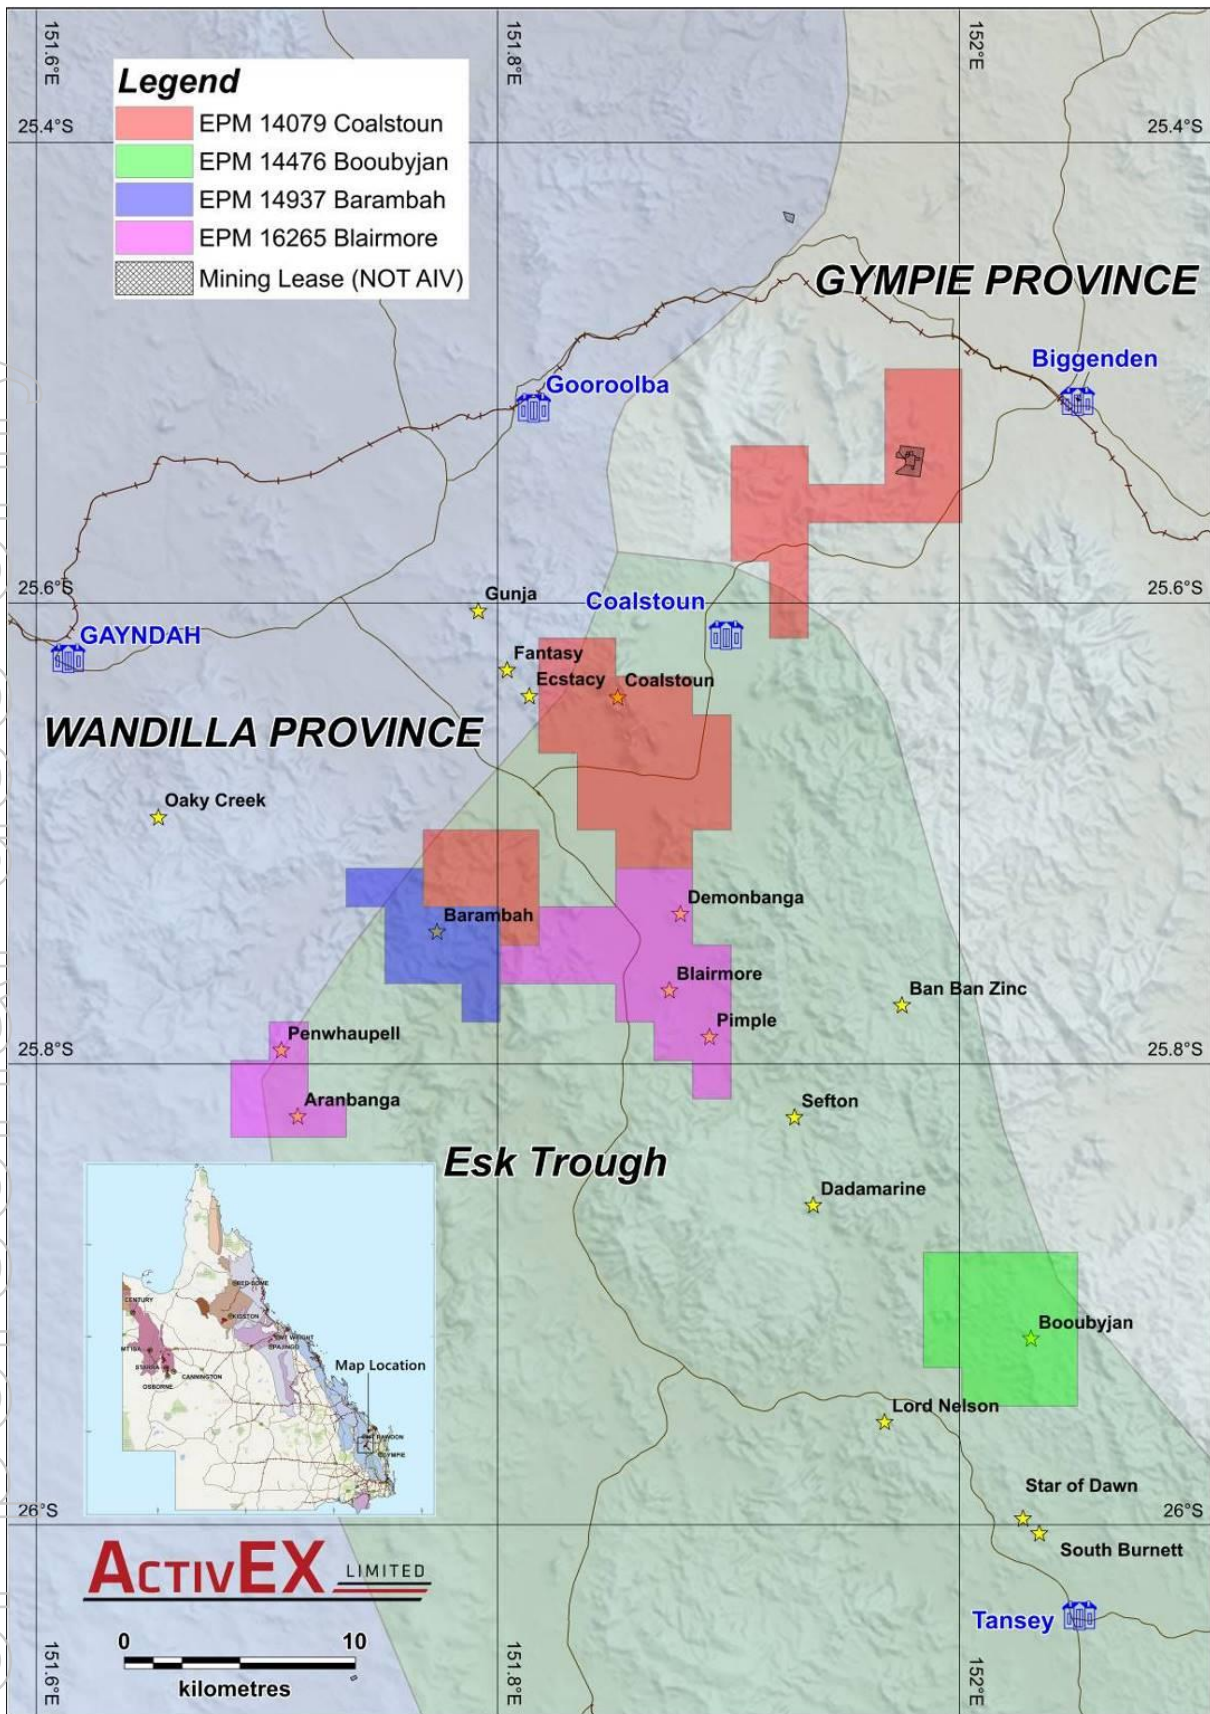 151.6°E
151.8°E
152°E
Legend
EPM 14079 Coalstoun
EPM 14476 Booubyjan
EPM 14937 Barambah
EPM 16265 Blairmore
Mining Lease (NOT AIV)
25.4°S
25.4°S
GYMPIE PROVINCE
Biggenden
Gooroolba
25.6°S
25.6°S
Gunja
Coalstoun
GAYNDAH
Fantasy
Ecstacy
Coalstoun
WANDILLA PROVINCE
Oaky Creek
Demonbanga
Barambah
Blairmore
Ban Ban Zinc
Pimple
Penwhaupell
25.8°S
25.8°S
Aranbanga
Sefton
Esk Trough
Dadamarine
CENTURY
OSBORNE
CANNINGTON
Map Location
Booubyjan
Lord Nelson
Star of Dawn
26°S
26°S
South Burnett
ACTIVEX LIMITED
Tansey
0 10
kilometres
151.6°E
151.8°E
152°E